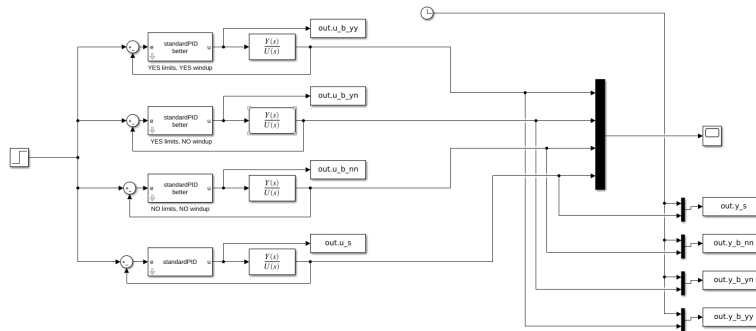 out.u_b_yy
e
standardPID
better
u
Y(s)
U(s)
YES limits, YES windup
out.u_b_yn
e
standardPID
better
u
Y(s)
U(s)
YES limits, NO windup
out.u_b_nn
e
standardPID
better
u
Y(s)
U(s)
NO limits, NO windup
out.u_s
e
standardPID
u
Y(s)
U(s)
out.y_s
out.y_b_nn
out.y_b_yn
out.y_b_yy